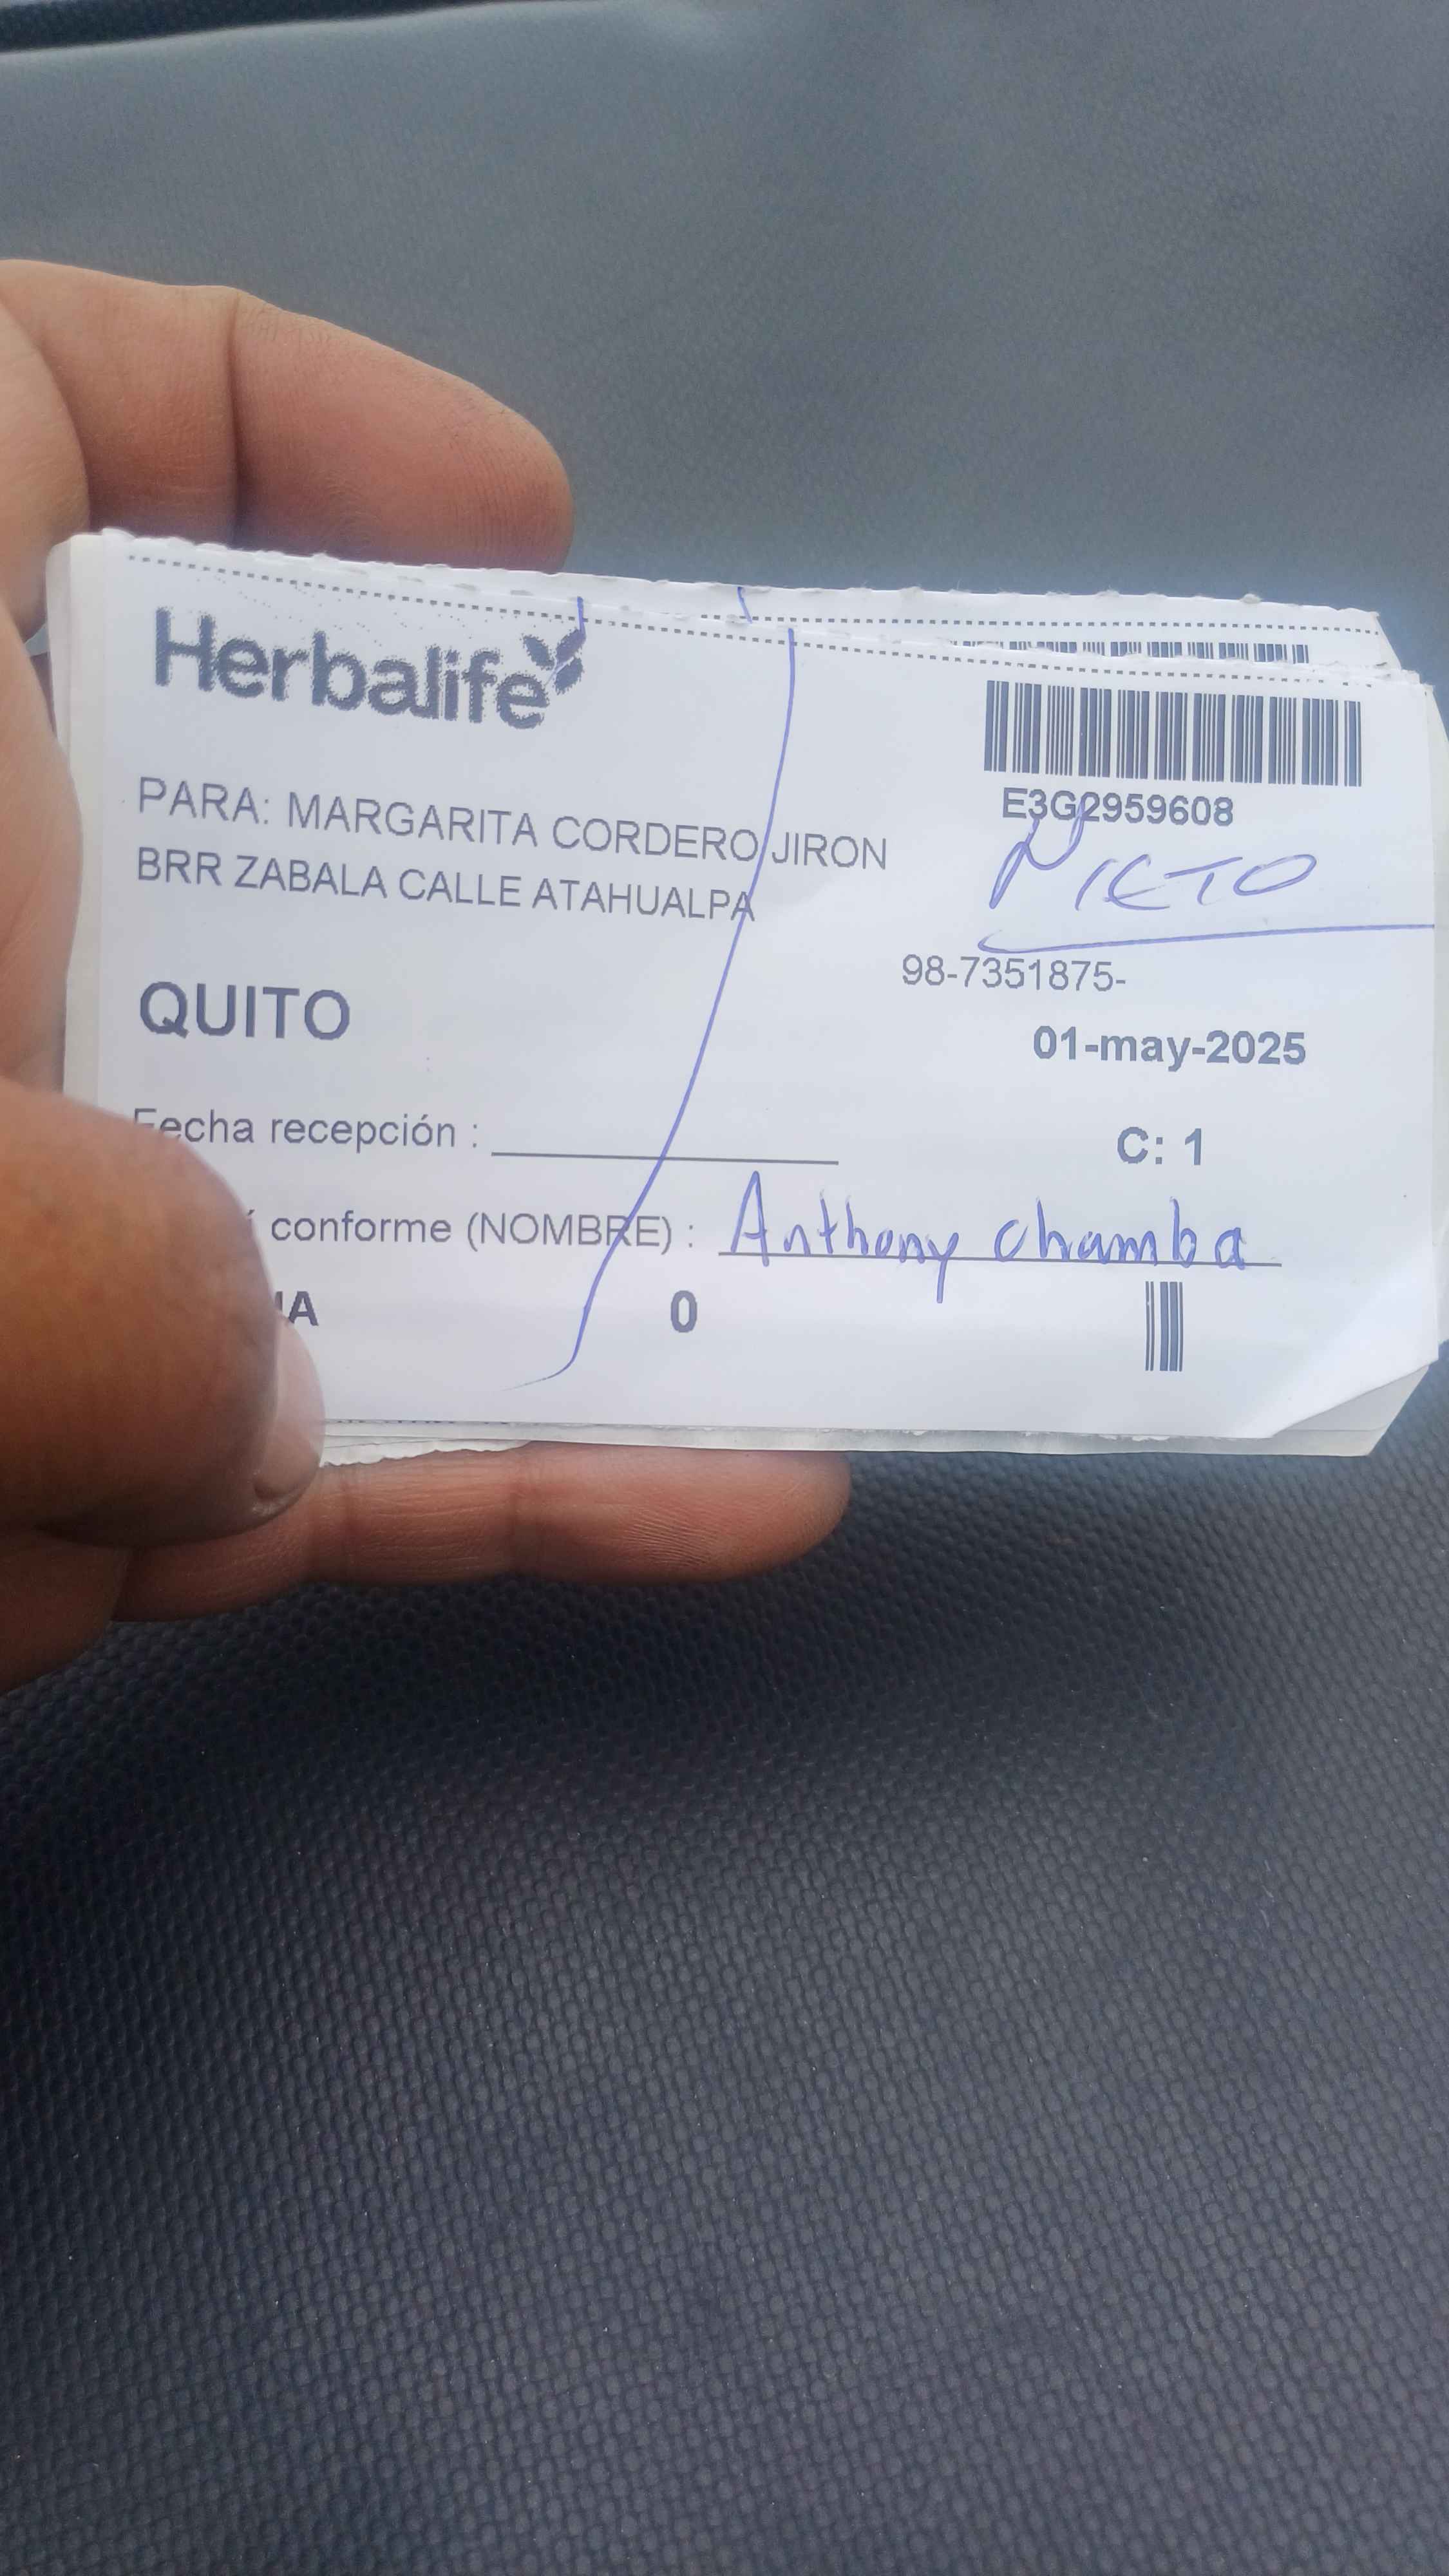 Herbalife
E3G2959608
PARA: MARGARITA CORDERO JIRON
NIETO
BRR ZABALA CALLE ATAHUALPA
98-7351875-
QUITO
01-may-2025
Fecha recepción :
C: 1
conforme (NOMBRE) : Anthony chamba
0